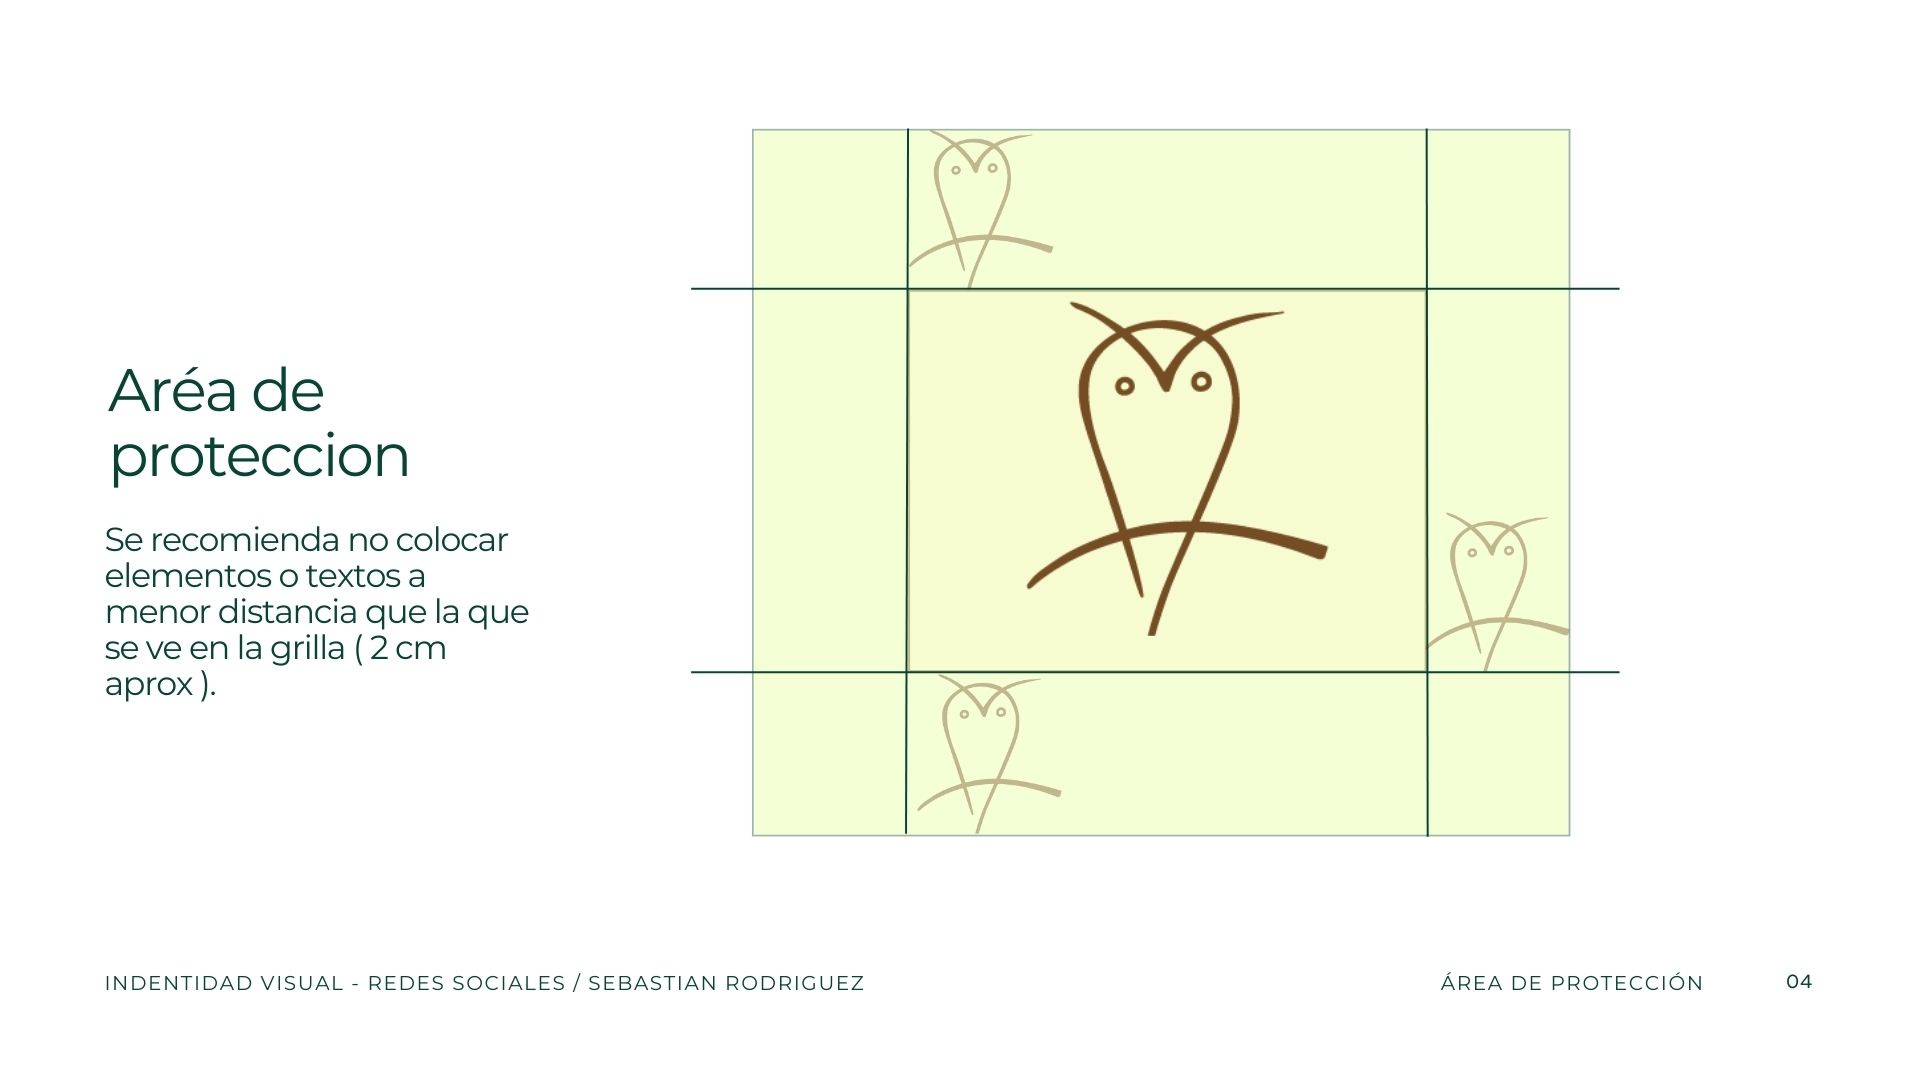 Aréa de
proteccion
Se recomienda no colocar
elementos o textos a
menor distancia que la que
se ve en la grilla ( 2 cm
aprox ).
INDENTIDAD VISUAL - REDES SOCIALES / SEBASTIAN RODRIGUEZ
ÁREA DE PROTECCIÓN
04